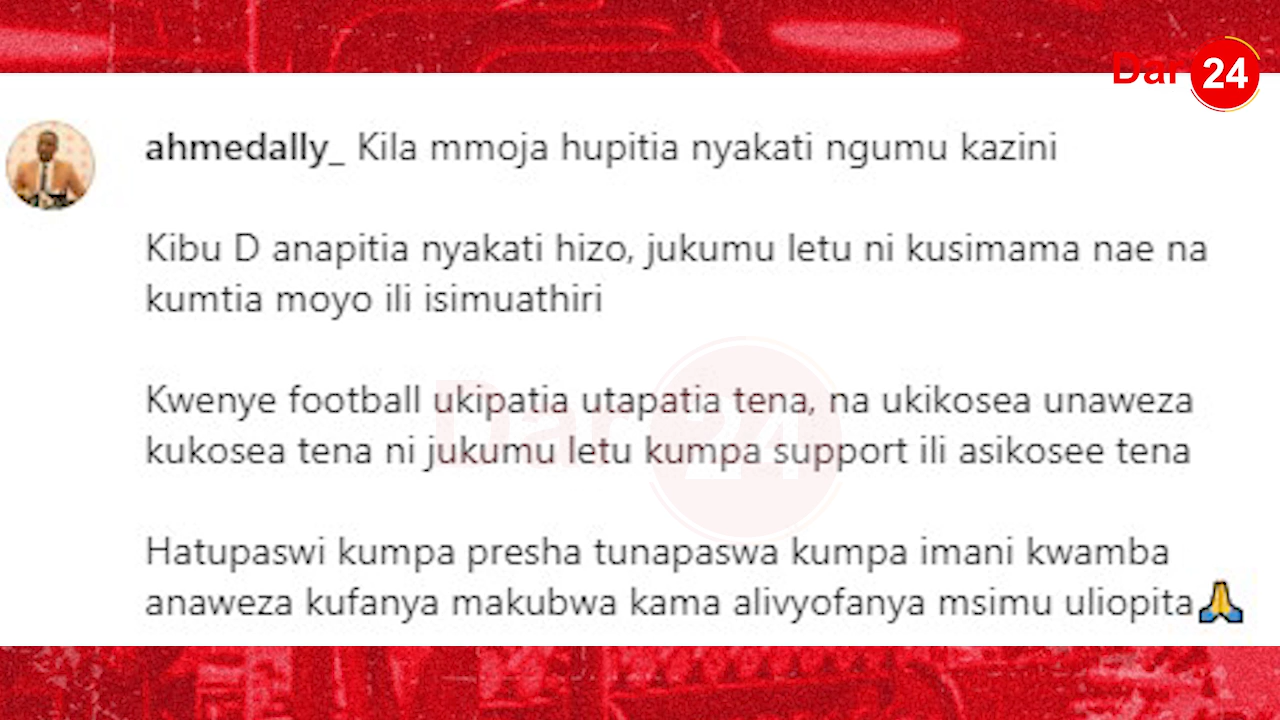 Dar 24
ahmedally_ Kila mmoja hupitia nyakati ngumu kazini
Kibu D anapitia nyakati hizo, jukumu letu ni kusimama nae na
kumtia moyo ili isimuathiri
Kwenye football ukipatia utapatia tena, na ukikosea unaweza
kukosea tena ni jukumu letu kumpa support ili asikosee tena
Dar 24
Hatupaswi kumpa presha tunapaswa kumpa imani kwamba
anaweza kufanya makubwa kama alivyofanya msimu uliopita🙏